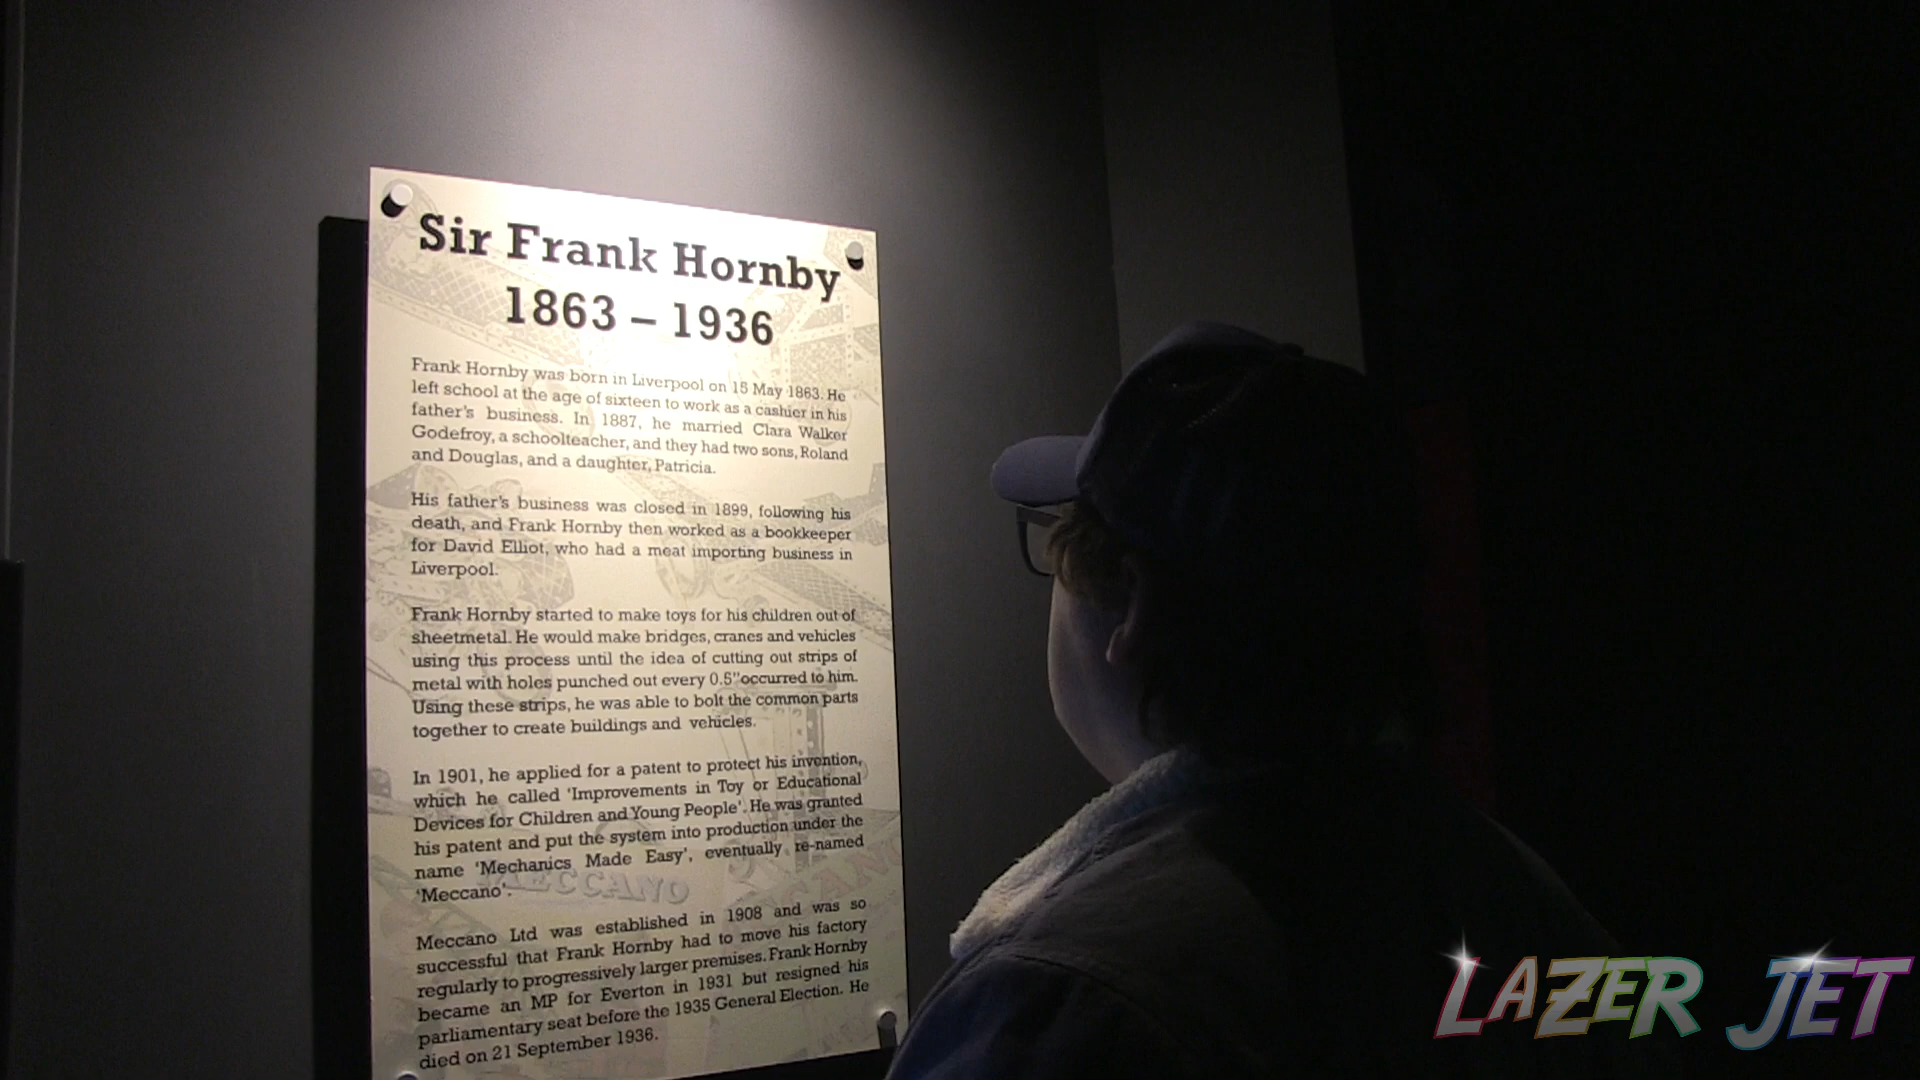 Sir Frank Hornby
1863 – 1936
Frank Hornby was born in Liverpool on 15 May 1863. He
left school at the age of sixteen to work as a cashier in his
father's business. In 1887, he married Clara Walker
Godefroy, a schoolteacher, and they had two sons, Roland
and Douglas, and a daughter, Patricia.
His father's business was closed in 1899, following his
death, and Frank Hornby then worked as a bookkeeper
for David Elliot, who had a meat importing business in
Liverpool.
Frank Hornby started to make toys for his children out of
sheetmetal. He would make bridges, cranes and vehicles
using this process until the idea of cutting out strips of
metal with holes punched out every 0.5"occurred to him.
Using these strips, he was able to bolt the common parts
together to create buildings and vehicles.
In 1901, he applied for a patent to protect his invention,
which he called 'Improvements in Toy or Educational
Devices for Children and Young People'. He was granted
his patent and put the system into production under the
name 'Mechanics Made Easy', eventually re-named
'Meccano'.
MECCANO
Meccano Ltd was established in 1908 and was so
successful that Frank Hornby had to move his factory
regularly to progressively larger premises. Frank Hornby
became an MP for Everton in 1931 but resigned his
parliamentary seat before the 1935 General Election. He
died on 21 September 1936.
LAZER JET